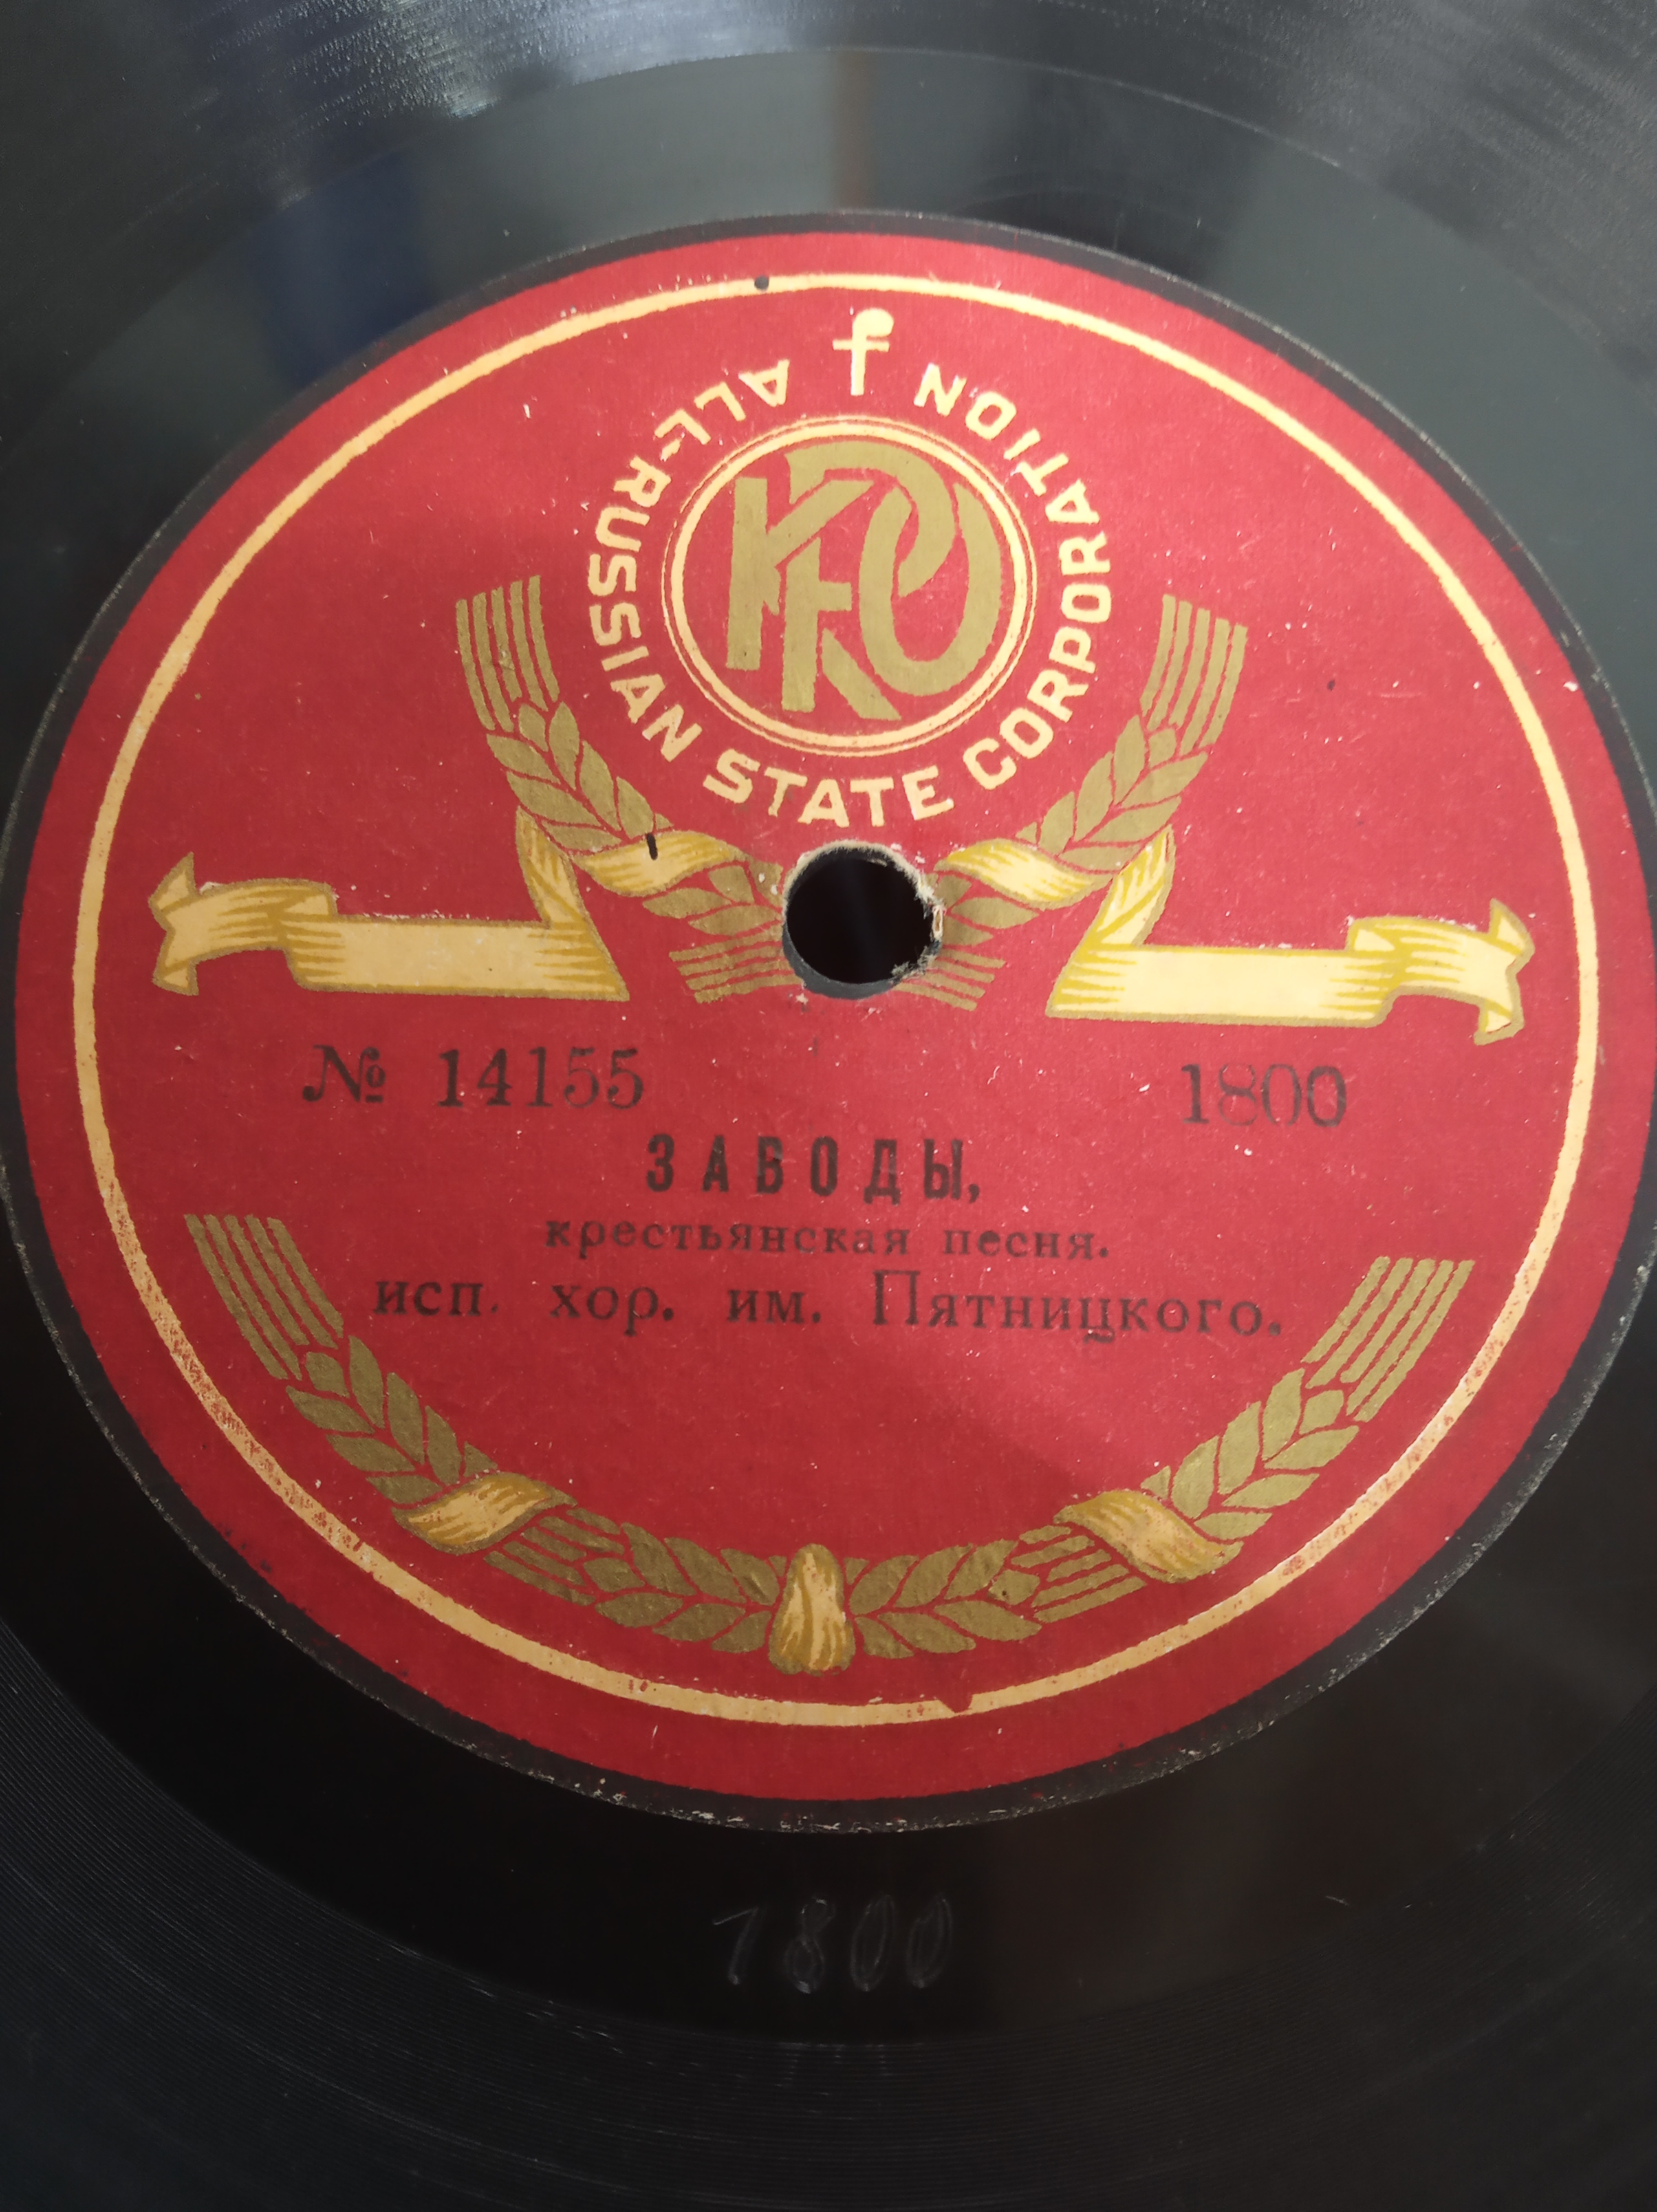 ALL-RUSSIAN STATE CORPORATION
№ 14155 1800
ЗАВОДЫ,
крестьянская песня.
исп. хор. им. Пятницкого.
1800